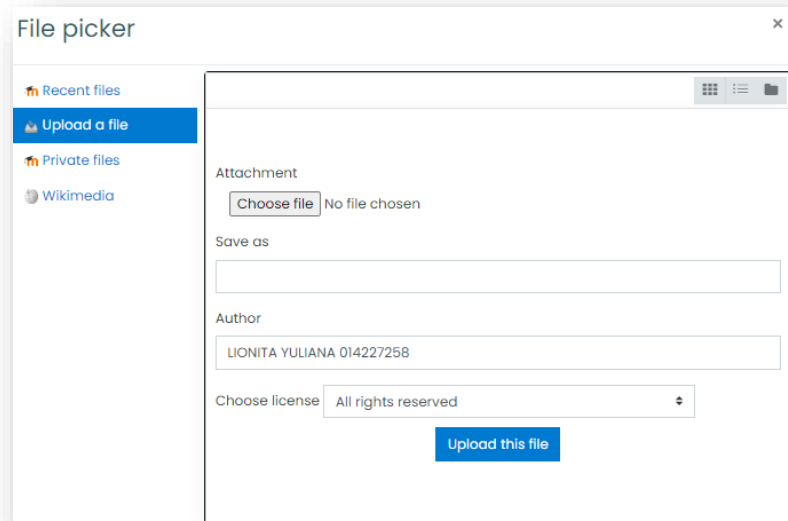 File picker
×
Recent files
Upload a file
Private files
Wikimedia
Attachment
Choose file No file chosen
Save as
Author
LIONITA YULIANA 014227258
Choose license All rights reserved
Upload this file